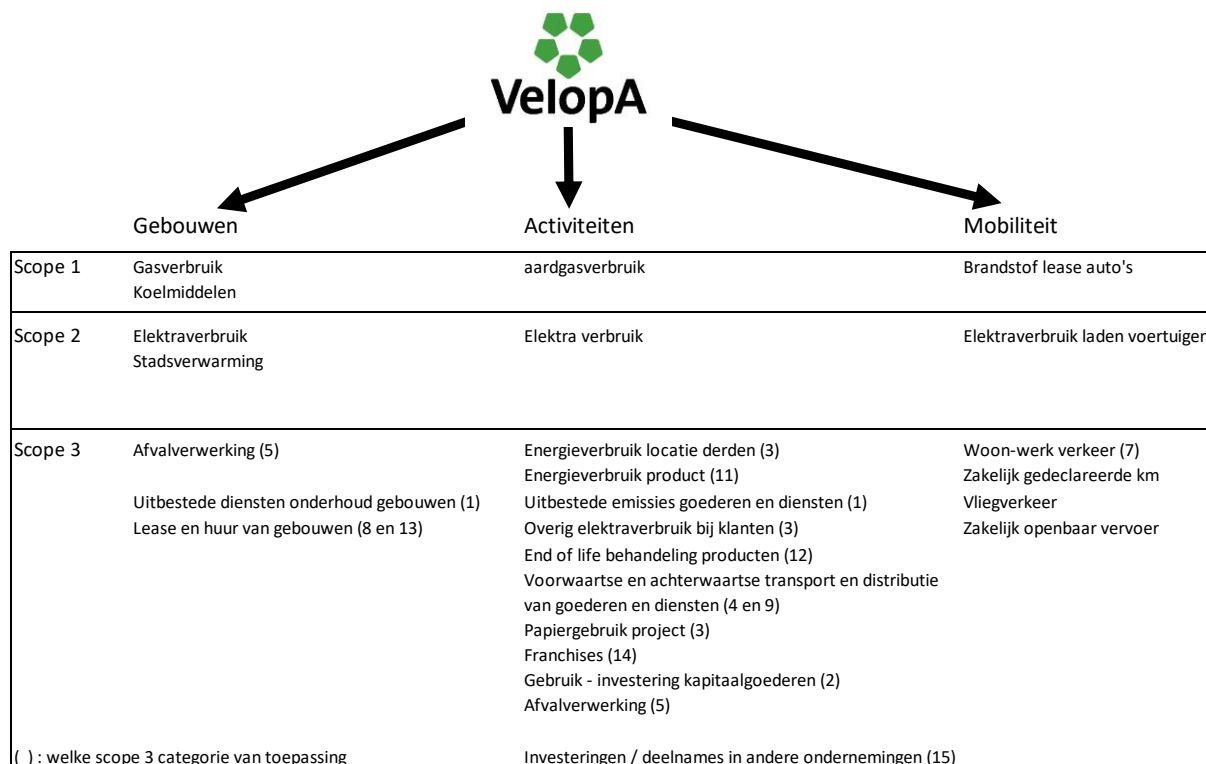 VelopA
Gebouwen Activiteiten Mobiliteit
Scope 1 Gasverbruik aardgasverbruik Brandstof lease auto's
Koelmiddelen
Scope 2 Elektraverbruik Elektra verbruik Elektraverbruik laden voertuigen
Stadsverwarming
Scope 3 Afvalverwerking (5) Energieverbruik locatie derden (3) Woon-werk verkeer (7)
Energieverbruik product (11) Zakelijk gedeclareerde km
Uitbestede diensten onderhoud gebouwen (1) Uitbestede emissies goederen en diensten (1) Vliegverkeer
Lease en huur van gebouwen (8 en 13) Overig elektraverbruik bij klanten (3) Zakelijk openbaar vervoer
End of life behandeling producten (12)
Voorwaartse en achterwaartse transport en distributie
van goederen en diensten (4 en 9)
Papiergebruik project (3)
Franchises (14)
Gebruik - investering kapitaalgoederen (2)
Afvalverwerking (5)
( ) : welke scope 3 categorie van toepassing Investeringen / deelnames in andere ondernemingen (15)